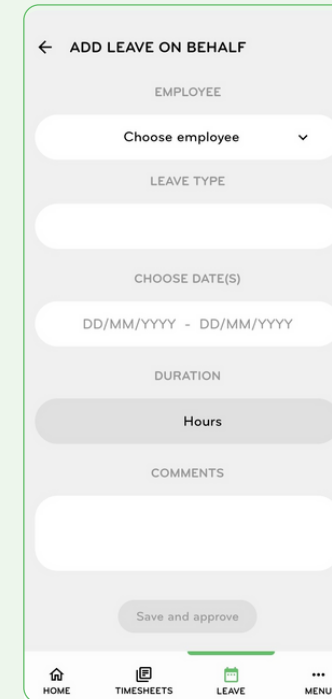 ADD LEAVE ON BEHALF
EMPLOYEE
Choose employee
LEAVE TYPE
CHOOSE DATE(S)
DD/MM/YYYY - DD/MM/YYYY
DURATION
Hours
COMMENTS
Save and approve
HOME TIMESHEETS LEAVE MENU